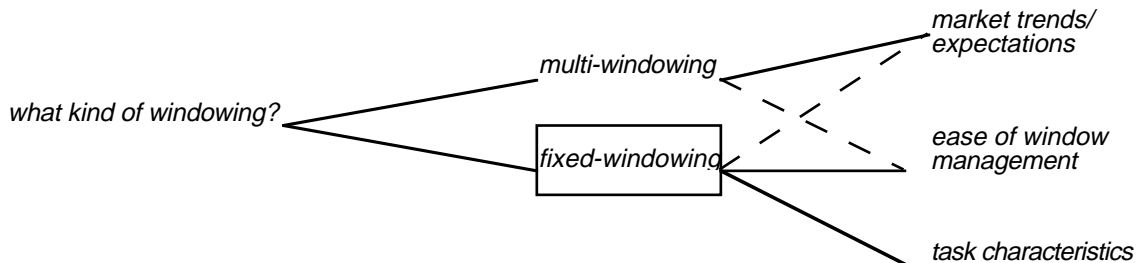 market trends/
expectations
multi-windowing
what kind of windowing?
fixed-windowing
ease of window
management
task characteristics